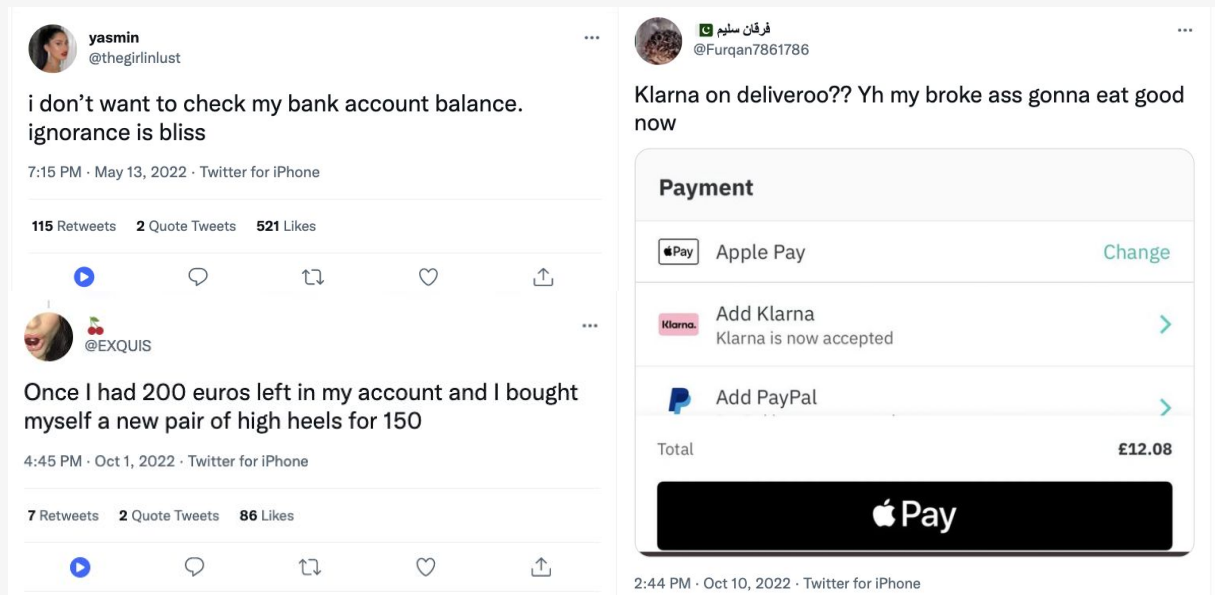 yasmin
@thegirlinlust
i don’t want to check my bank account balance.
ignorance is bliss
7:15 PM · May 13, 2022 · Twitter for iPhone
115 Retweets 2 Quote Tweets 521 Likes
@EXQUIS
Once I had 200 euros left in my account and I bought
myself a new pair of high heels for 150
4:45 PM · Oct 1, 2022 · Twitter for iPhone
7 Retweets 2 Quote Tweets 86 Likes
فرقان سلیم
@Furqan7861786
Klarna on deliveroo?? Yh my broke ass gonna eat good
now
Payment
Pay Apple Pay Change
Klarna. Add Klarna
Klarna is now accepted
Add PayPal
Total £12.08
Pay
2:44 PM · Oct 10, 2022 · Twitter for iPhone